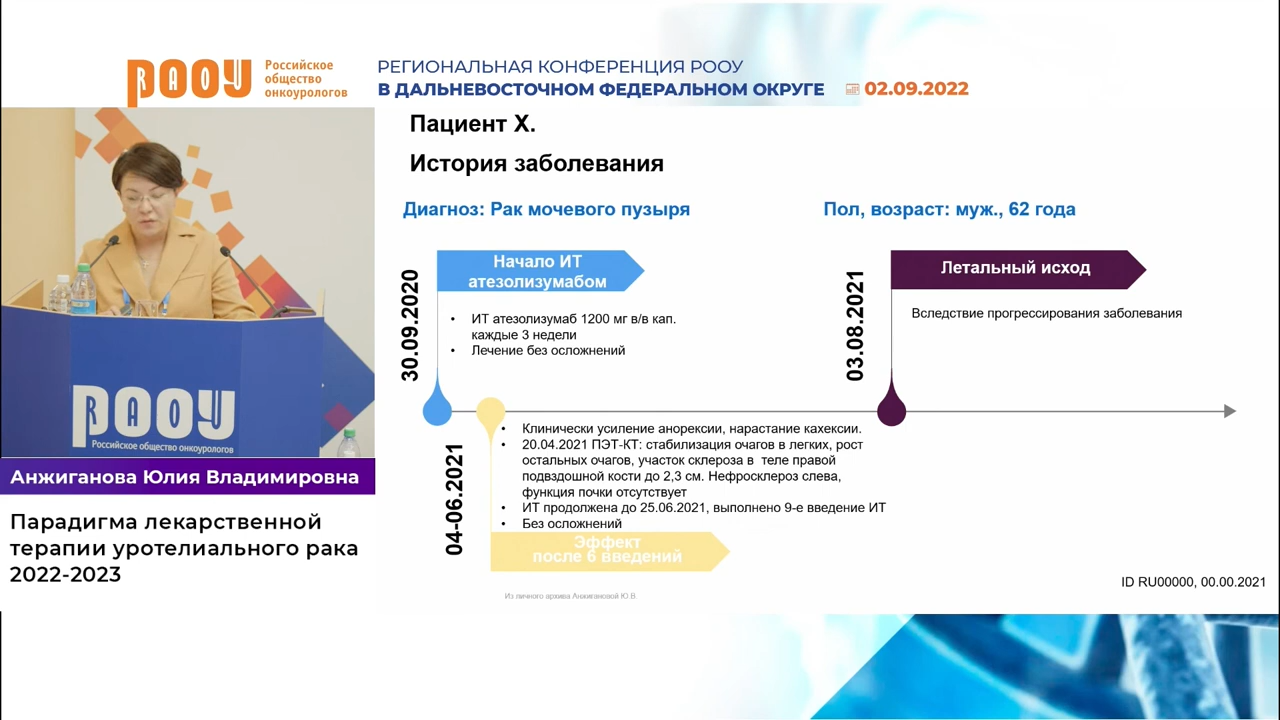 РООУ
RAOU
Российское
общество
онкоурологов
РЕГИОНАЛЬНАЯ КОНФЕРЕНЦИЯ РООУ
В ДАЛЬНЕВОСТОЧНОМ ФЕДЕРАЛЬНОМ ОКРУГЕ
02.09.2022
Пациент Х.
История заболевания
Диагноз: Рак мочевого пузыря
Пол, возраст: муж., 62 года
30.09.2020
Начало ИТ
атезолизумабом
• ИТ атезолизумаб 1200 мг в/в кап.
каждые 3 недели
• Лечение без осложнений
03.08.2021
Летальный исход
Вследствие прогрессирования заболевания
04-06.2021
• Клинически усиление анорексии, нарастание кахексии.
• 20.04.2021 ПЭТ-КТ: стабилизация очагов в легких, рост
остальных очагов, участок склероза в теле правой
подвздошной кости до 2,3 см. Нефросклероз слева,
функция почки отсутствует
• ИТ продолжена до 25.06.2021, выполнено 9-е введение ИТ
• Без осложнений
Эффект
после 6 введений
Из личного архива Анжигановой Ю.В.
ID RU00000, 00.00.2021
РООУ
RAOU
Российское общество онкоурологов
Анжиганова Юлия Владимировна
Парадигма лекарственной
терапии уротелиального рака
2022-2023